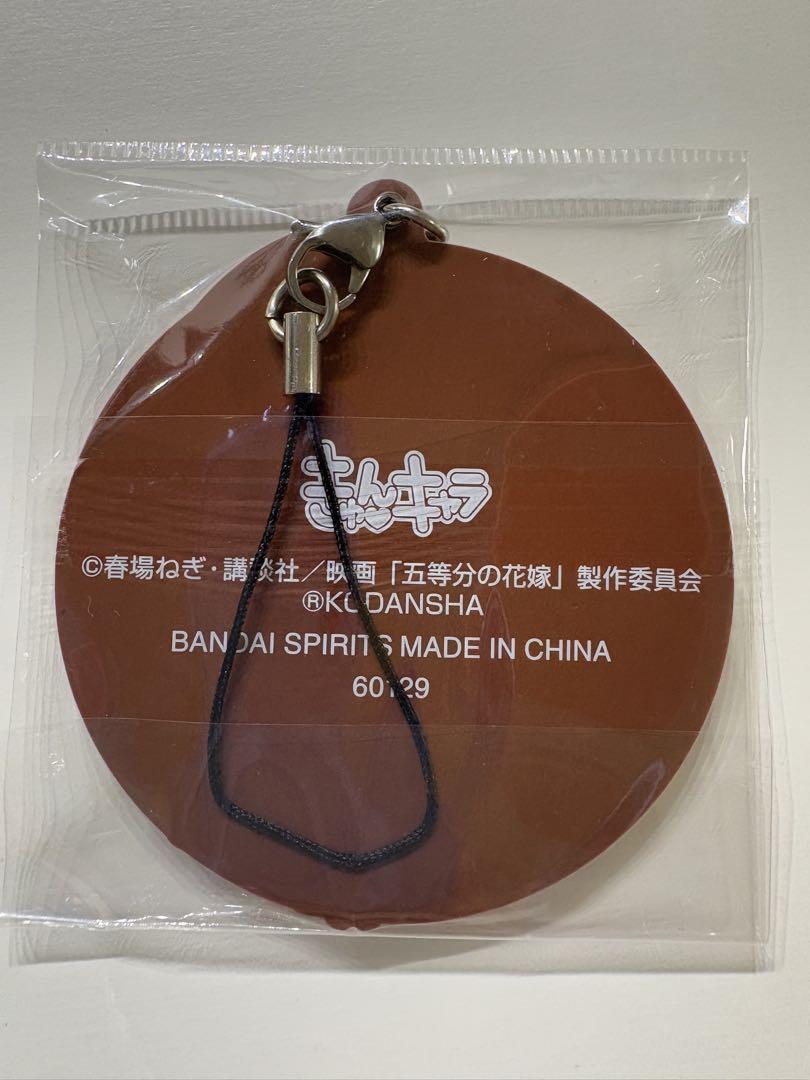 きゅんキャラ
©春場ねぎ・講談社／映画「五等分の花嫁」製作委員会
®KODANSHA
BANDAI SPIRITS MADE IN CHINA
60129